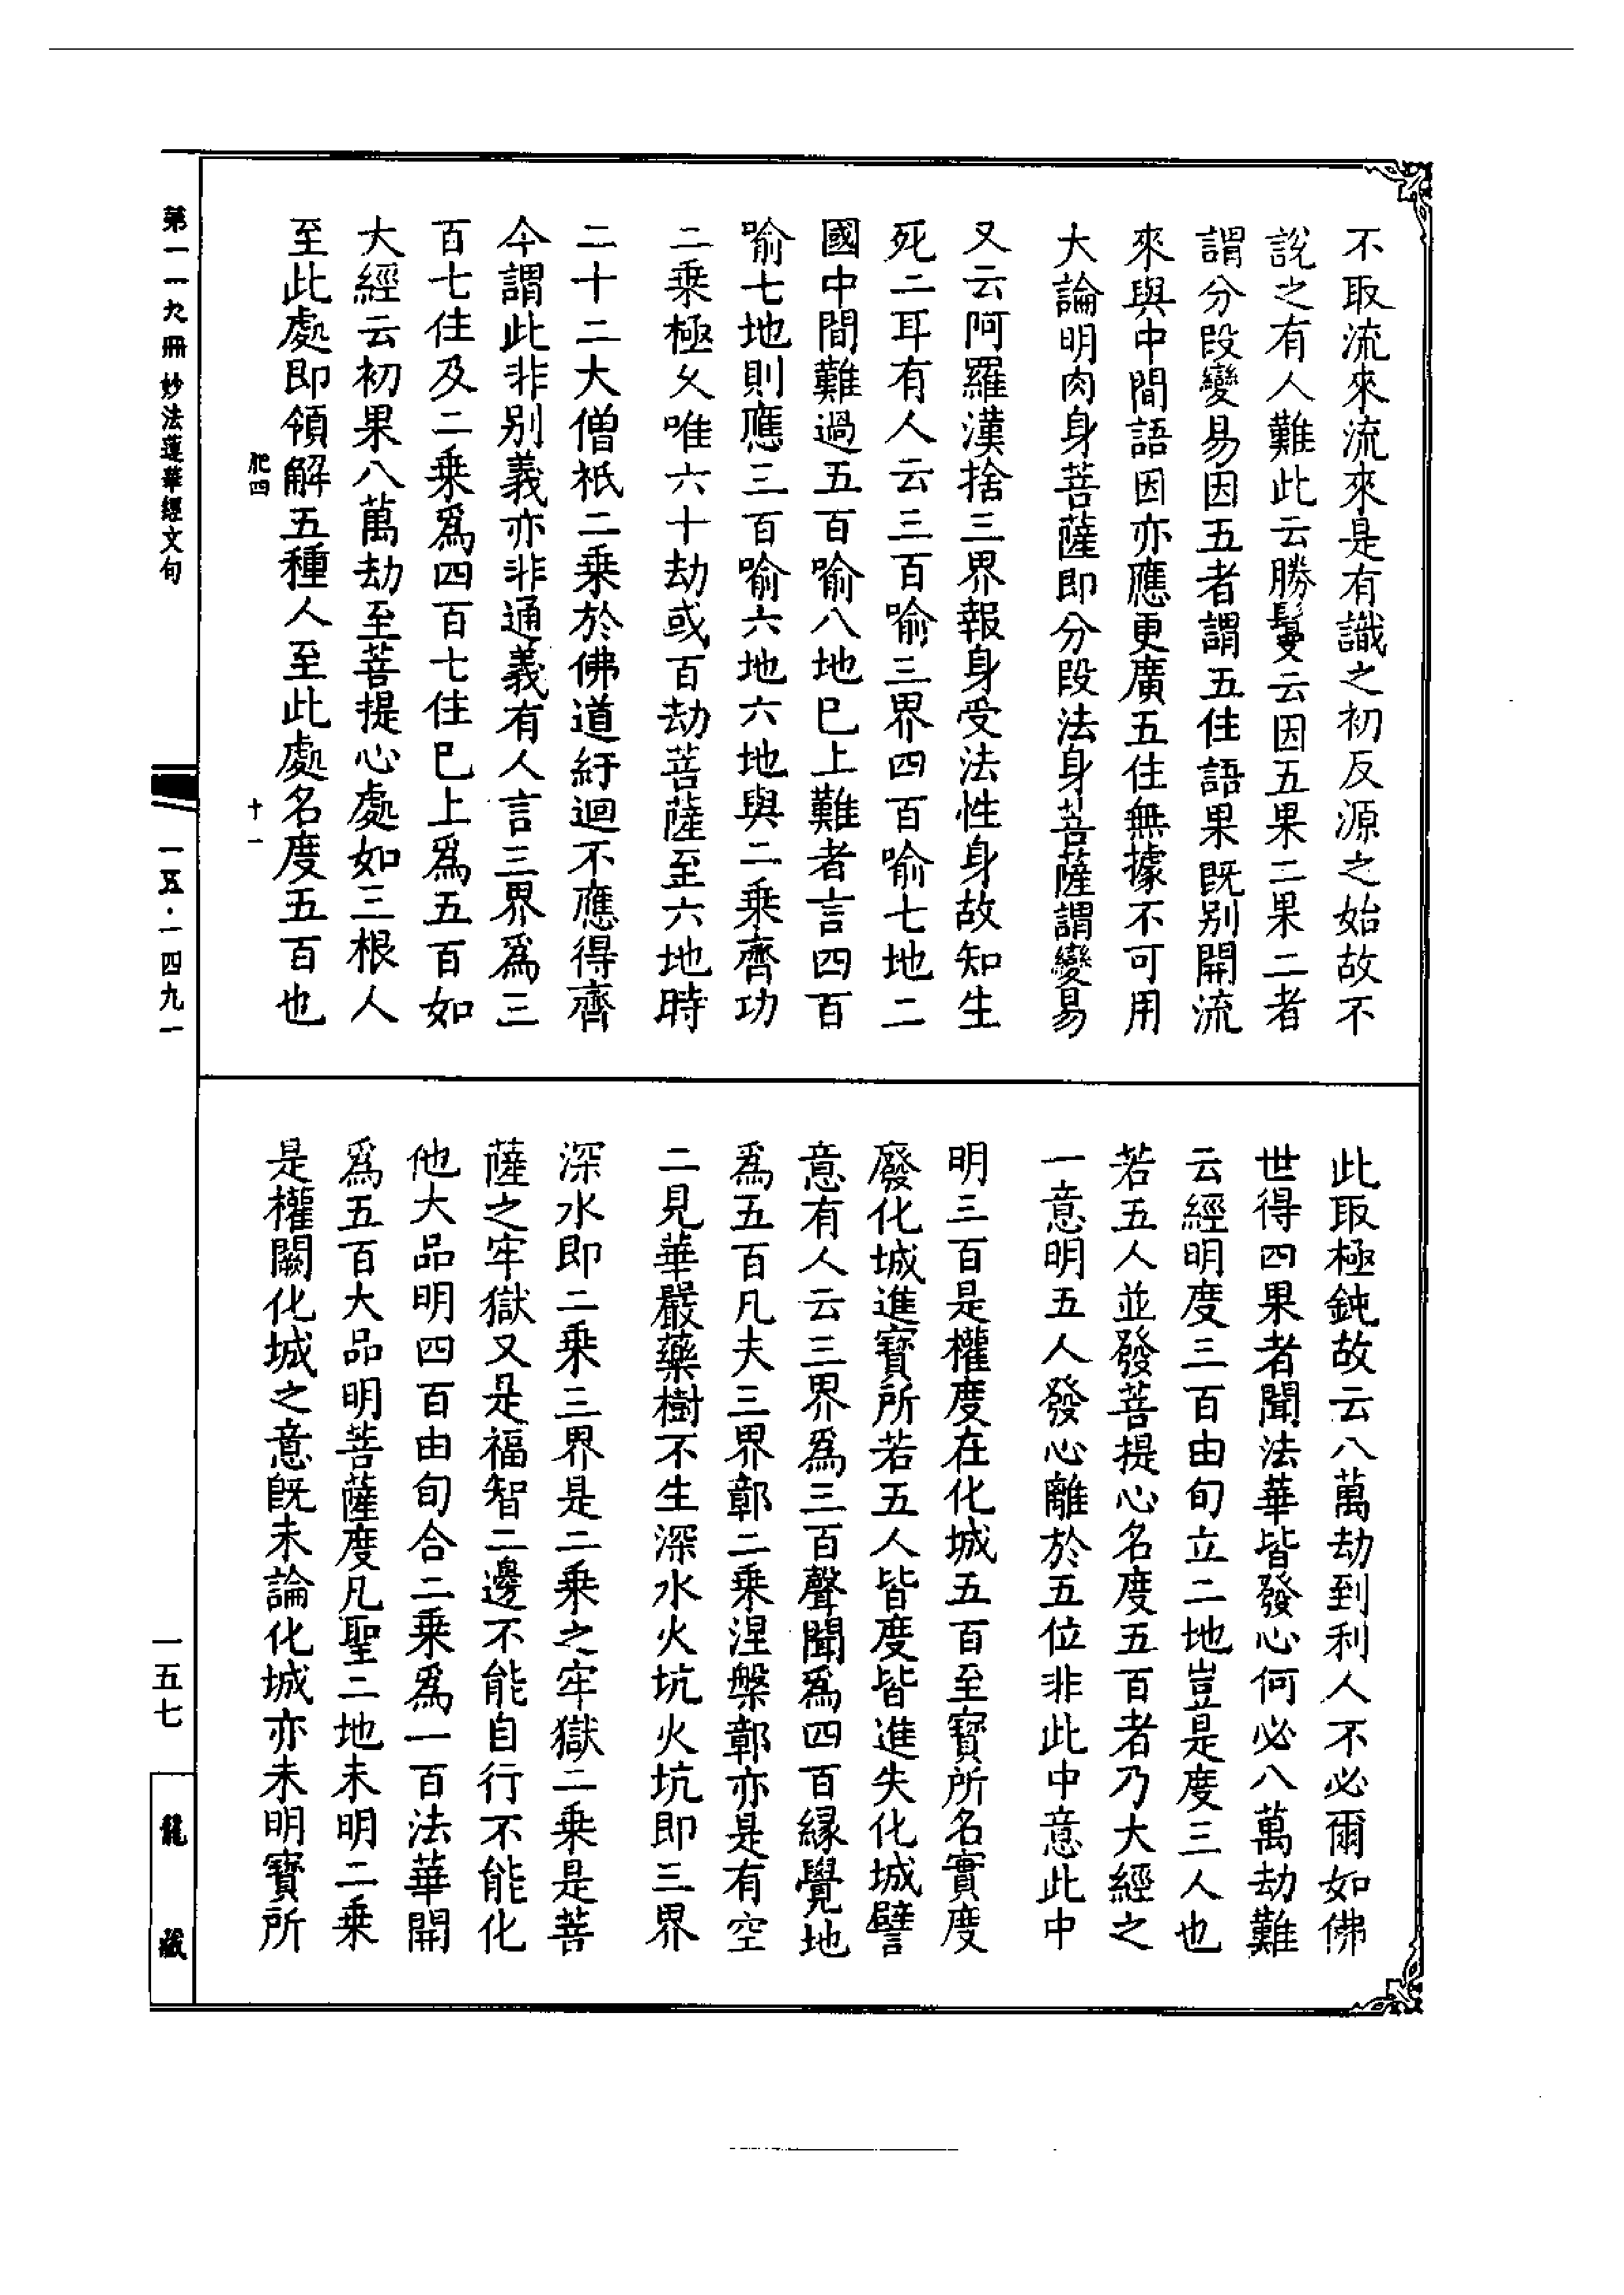 不取流來流來是有識之初反源之始故不
說之有人難此云勝鬘云因五果二果二者
謂分段變易因五者謂五住語果既別開流
來與中間語因亦應更廣五住無據不可用
大論明肉身菩薩即分段法身菩薩謂變易
又云阿羅漢捨三界報身受法性身故知生
死二耳有人云三百喻三界四百喻七地二
國中間難過五百喻八地已上難者言四百
喻七地則應三百喻六地六地與二乘齊功
二乘極久唯六十劫或百劫菩薩至六地時
二十二大僧祇二乘於佛道紆迴不應得齊
今謂此非別義亦非通義有人言三界爲三
百七住及二乘爲四百七住已上爲五百如
大經云初果八萬劫至菩提心處如三根人
至此處即領解五種人至此處名度五百也
此取極鈍故云八萬劫到利人不必爾如佛
世得四果者聞法華皆發心何必八萬劫難
云經明度三百由旬立二地豈是度三人也
若五人並發菩提心名度五百者乃大經之
一意明五人發心離於五位非此中意此中
明三百是權度在化城五百至寶所名實度
廢化城進寶所若五人皆度皆進失化城譬
意有人云三界爲三百聲聞爲四百緣覺地
爲五百凡夫三界鄣二乘涅槃鄣亦是有空
二見華嚴藥樹不生深水火坑火坑即三界
深水即二乘三界是二乘之牢獄二乘是菩
薩之牢獄又是福智二邊不能自行不能化
他大品明四百由旬合二乘爲一百法華開
爲五百大品明菩薩度凡聖二地未明二乘
是權闕化城之意既未論化城亦未明寶所
第一一九冊 妙法蓮華經文句
肥四
十一
一五·一四九一
一五七
龍藏